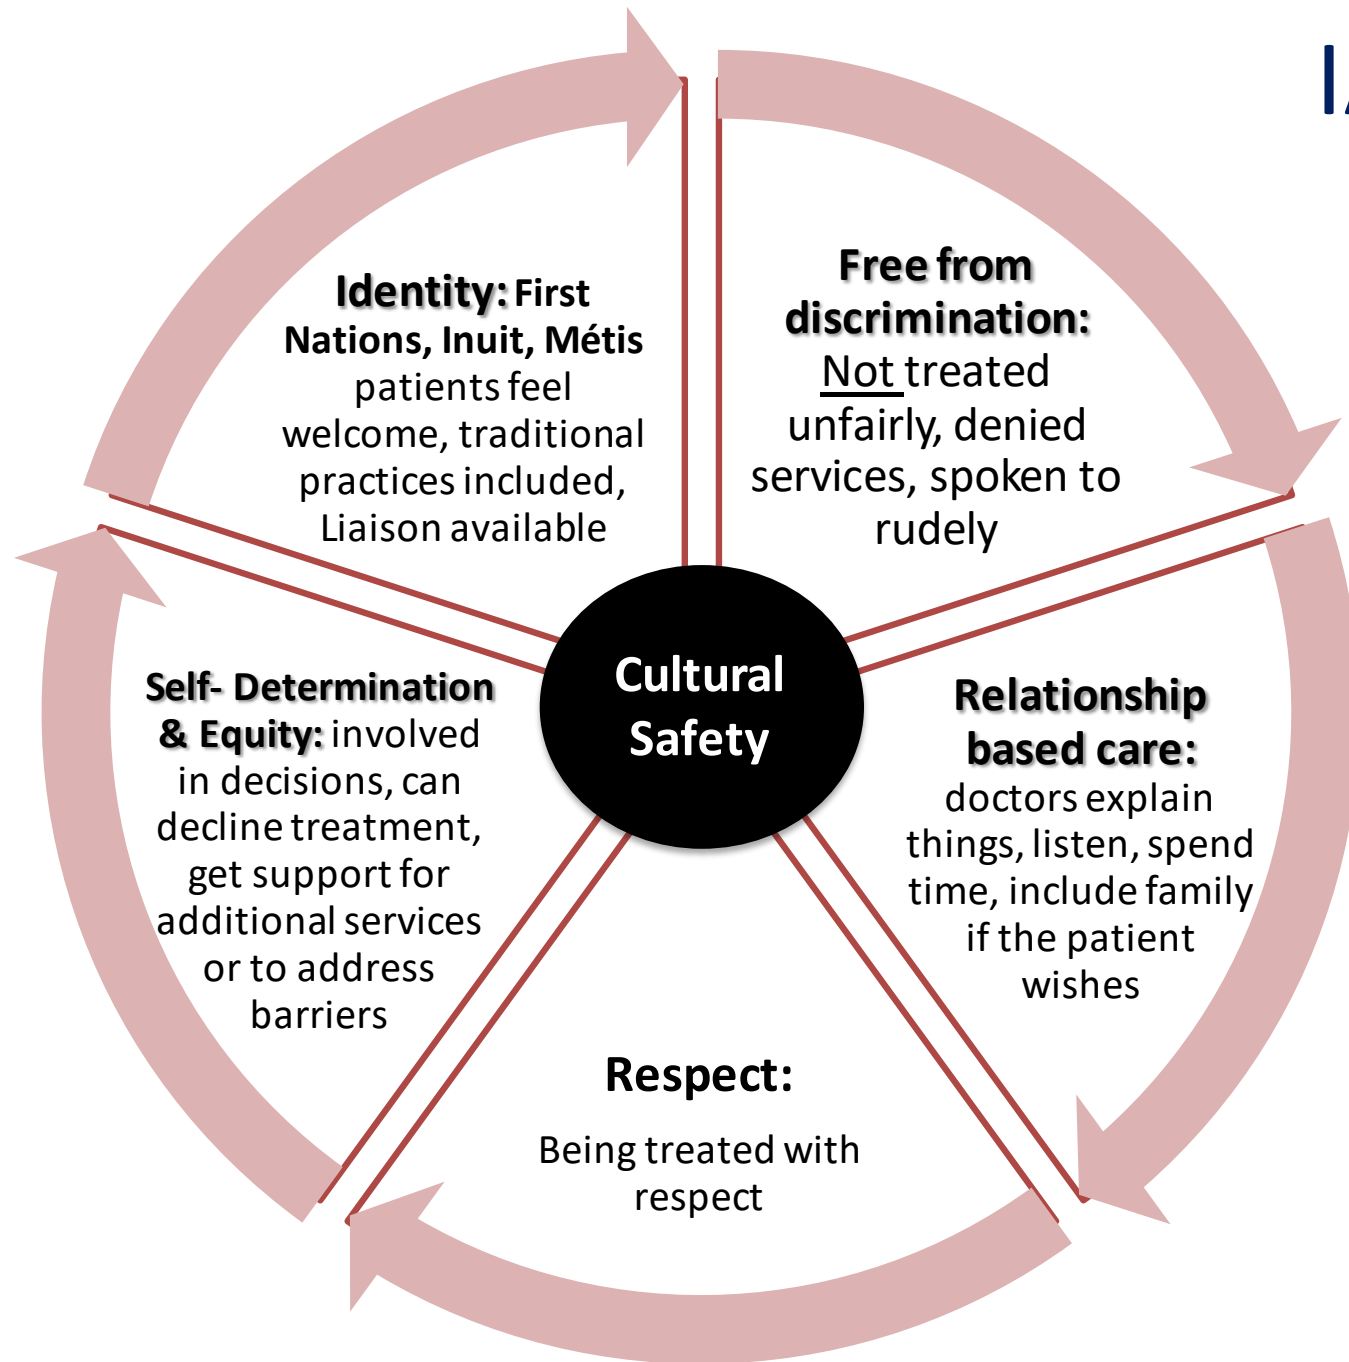 Identity: First
Nations, Inuit, Métis
patients feel
welcome, traditional
practices included,
Liaison available
Free from
discrimination:
Not treated
unfairly, denied
services, spoken to
rudely
Cultural
Safety
Self- Determination
& Equity: involved
in decisions, can
decline treatment,
get support for
additional services
or to address
barriers
Relationship
based care:
doctors explain
things, listen, spend
time, include family
if the patient
wishes
Respect:
Being treated with
respect